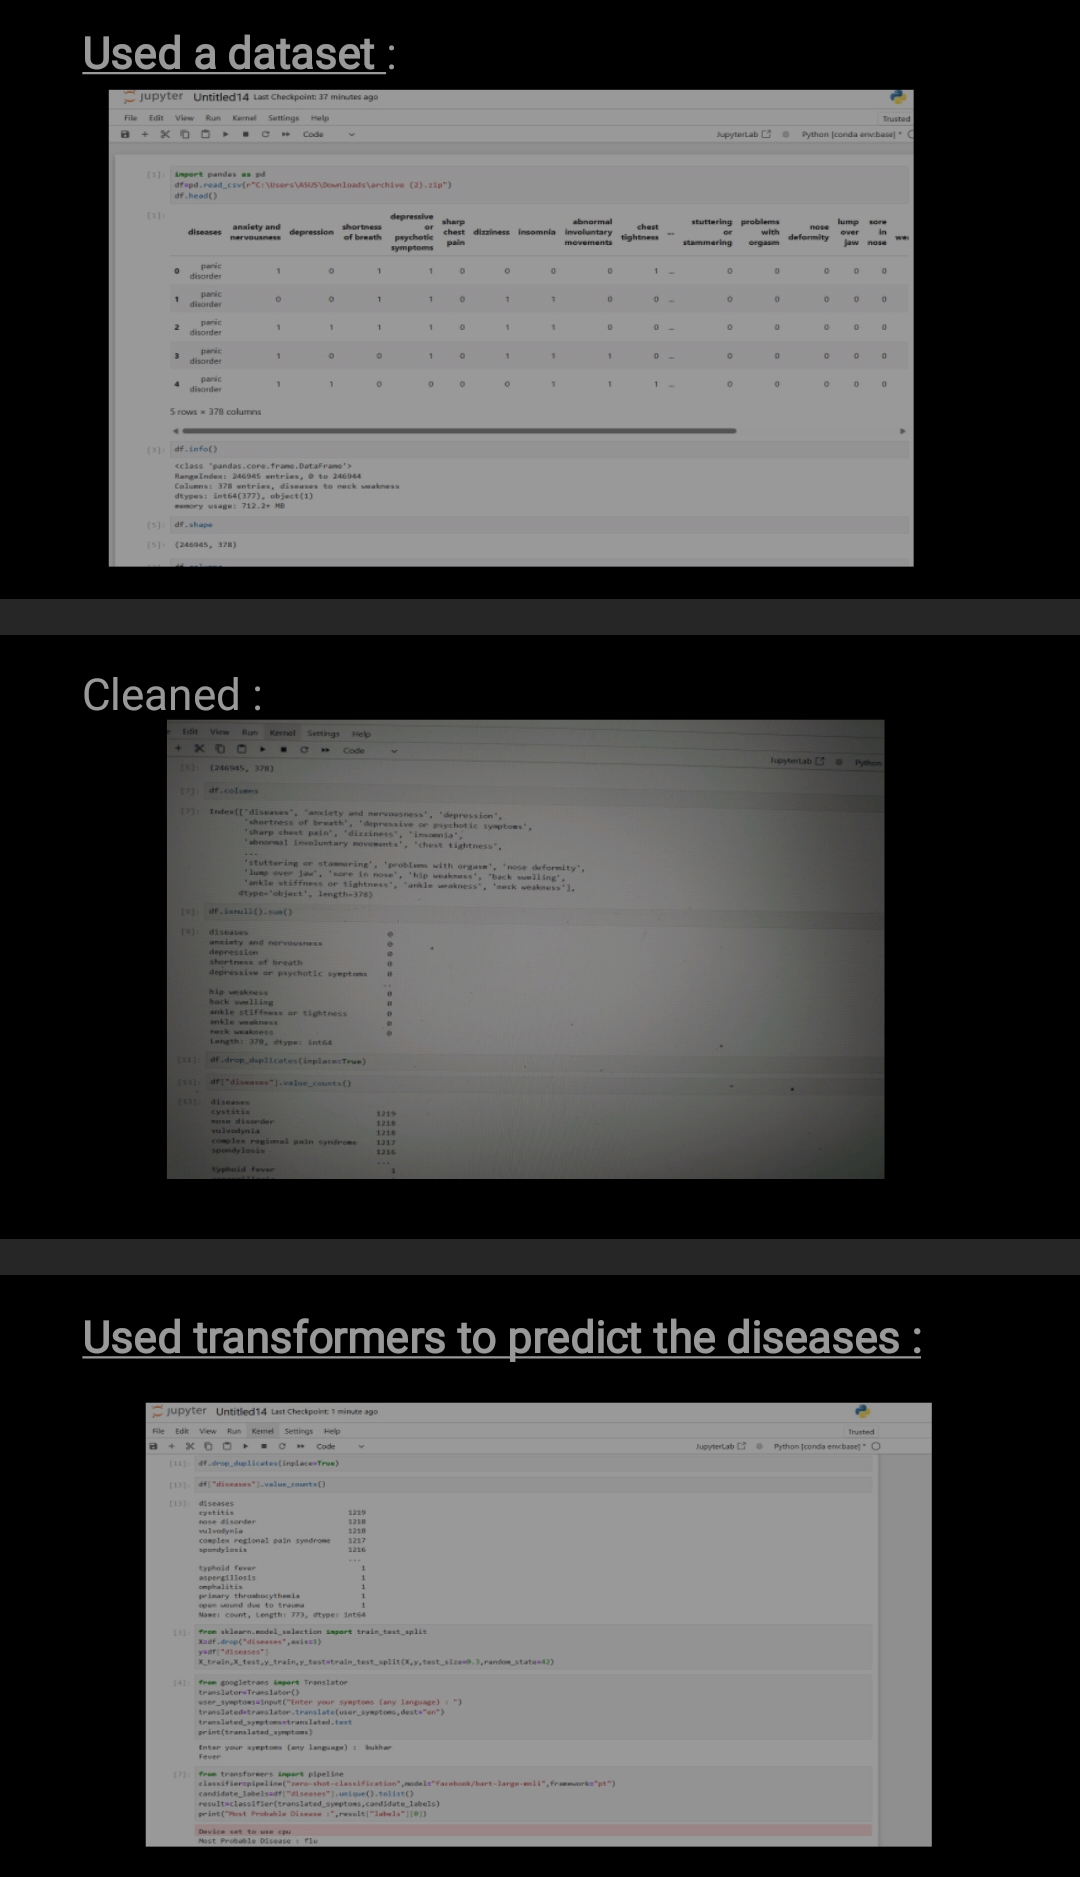 Used a dataset :
jupyter Untitled14 Last Checkpoint: 37 minutes ago
File Edit View Run Kernel Settings Help
Trusted
Code
JupyterLab Python [conda env:base] *
[1]: import pandas as pd
df=pd.read_csv(r"C:\Users\ASUS\Downloads\archive (2).zip")
df.head()
[1]:
diseases anxiety and nervousness depression shortness of breath depressive or psychotic symptoms sharp chest pain dizziness insomnia abnormal involuntary movements chest tightness ... stuttering or stammering problems with orgasm nose deformity lump over jaw sore in nose
0 panic disorder 1 0 1 1 0 0 0 0 1 ... 0 0 0 0 0
1 panic disorder 0 0 1 1 0 1 1 0 0 ... 0 0 0 0 0
2 panic disorder 1 1 1 1 0 1 1 0 0 ... 0 0 0 0 0
3 panic disorder 1 0 0 1 0 1 1 1 0 ... 0 0 0 0 0
4 panic disorder 1 1 0 0 0 0 1 1 1 ... 0 0 0 0 0
5 rows × 378 columns
[3]: df.info()
<class 'pandas.core.frame.DataFrame'>
RangeIndex: 246945 entries, 0 to 246944
Columns: 378 entries, diseases to neck weakness
dtypes: int64(377), object(1)
memory usage: 712.2+ MB
[5]: df.shape
[5]: (246945, 378)
Cleaned :
Edit View Run Kernel Settings Help
Code
JupyterLab Python
[5]: (246945, 378)
[7]: df.columns
[7]: Index(['diseases', 'anxiety and nervousness', 'depression',
'shortness of breath', 'depressive or psychotic symptoms',
'sharp chest pain', 'dizziness', 'insomnia',
'abnormal involuntary movements', 'chest tightness',
...
'stuttering or stammering', 'problems with orgasm', 'nose deformity',
'lump over jaw', 'sore in nose', 'hip weakness', 'back swelling',
'ankle stiffness or tightness', 'ankle weakness', 'neck weakness'],
dtype='object', length=378)
[9]: df.isnull().sum()
[9]: diseases 0
anxiety and nervousness 0
depression 0
shortness of breath 0
depressive or psychotic symptoms 0
..
hip weakness 0
back swelling 0
ankle stiffness or tightness 0
ankle weakness 0
neck weakness 0
Length: 378, dtype: int64
[11]: df.drop_duplicates(inplace=True)
[13]: df["diseases"].value_counts()
[13]: diseases
cystitis 1219
nose disorder 1218
vulvodynia 1218
complex regional pain syndrome 1217
spondylosis 1216
...
typhoid fever 1
Used transformers to predict the diseases :
jupyter Untitled14 Last Checkpoint: 1 minute ago
File Edit View Run Kernel Settings Help
Trusted
Code
JupyterLab Python [conda env:base] *
[11]: df.drop_duplicates(inplace=True)
[13]: df["diseases"].value_counts()
[13]: diseases
cystitis 1219
nose disorder 1218
vulvodynia 1218
complex regional pain syndrome 1217
spondylosis 1216
...
typhoid fever 1
aspergillosis 1
omphalitis 1
primary thrombocythemia 1
open wound due to trauma 1
Name: count, Length: 773, dtype: int64
[3]: from sklearn.model_selection import train_test_split
X=df.drop("diseases",axis=1)
y=df["diseases"]
X_train,X_test,y_train,y_test=train_test_split(X,y,test_size=0.3,random_state=42)
[4]: from googletrans import Translator
translator=Translator()
user_symptoms=input("Enter your symptoms (any language) : ")
translated=translator.translate(user_symptoms,dest="en")
translated_symptoms=translated.text
print(translated_symptoms)
Enter your symptoms (any language) : bukhar
Fever
[7]: from transformers import pipeline
classifier=pipeline("zero-shot-classification",model="facebook/bart-large-mnli",framework="pt")
candidate_labels=df["diseases"].unique().tolist()
result=classifier(translated_symptoms,candidate_labels)
print("Most Probable Disease :",result["labels"][0])
Device set to use cpu
Most Probable Disease : flu